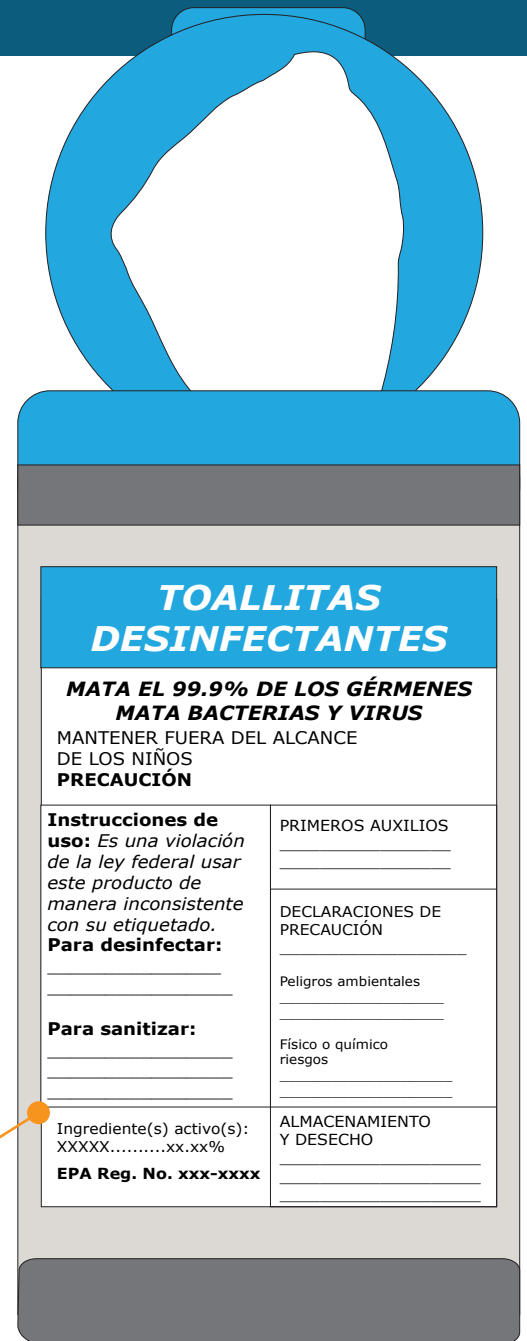 TOALLITAS
DESINFECTANTES
MATA EL 99.9% DE LOS GÉRMENES
MATA BACTERIAS Y VIRUS
MANTENER FUERA DEL ALCANCE
DE LOS NIÑOS
PRECAUCIÓN
Instrucciones de
uso: Es una violación
de la ley federal usar
este producto de
manera inconsistente
con su etiquetado.
Para desinfectar:
Para sanitizar:
Ingrediente(s) activo(s):
XXXXX..........xx.xx%
EPA Reg. No. xxx-xxxx
PRIMEROS AUXILIOS
DECLARACIONES DE
PRECAUCIÓN
Peligros ambientales
Físico o químico
riesgos
ALMACENAMIENTO
Y DESECHO